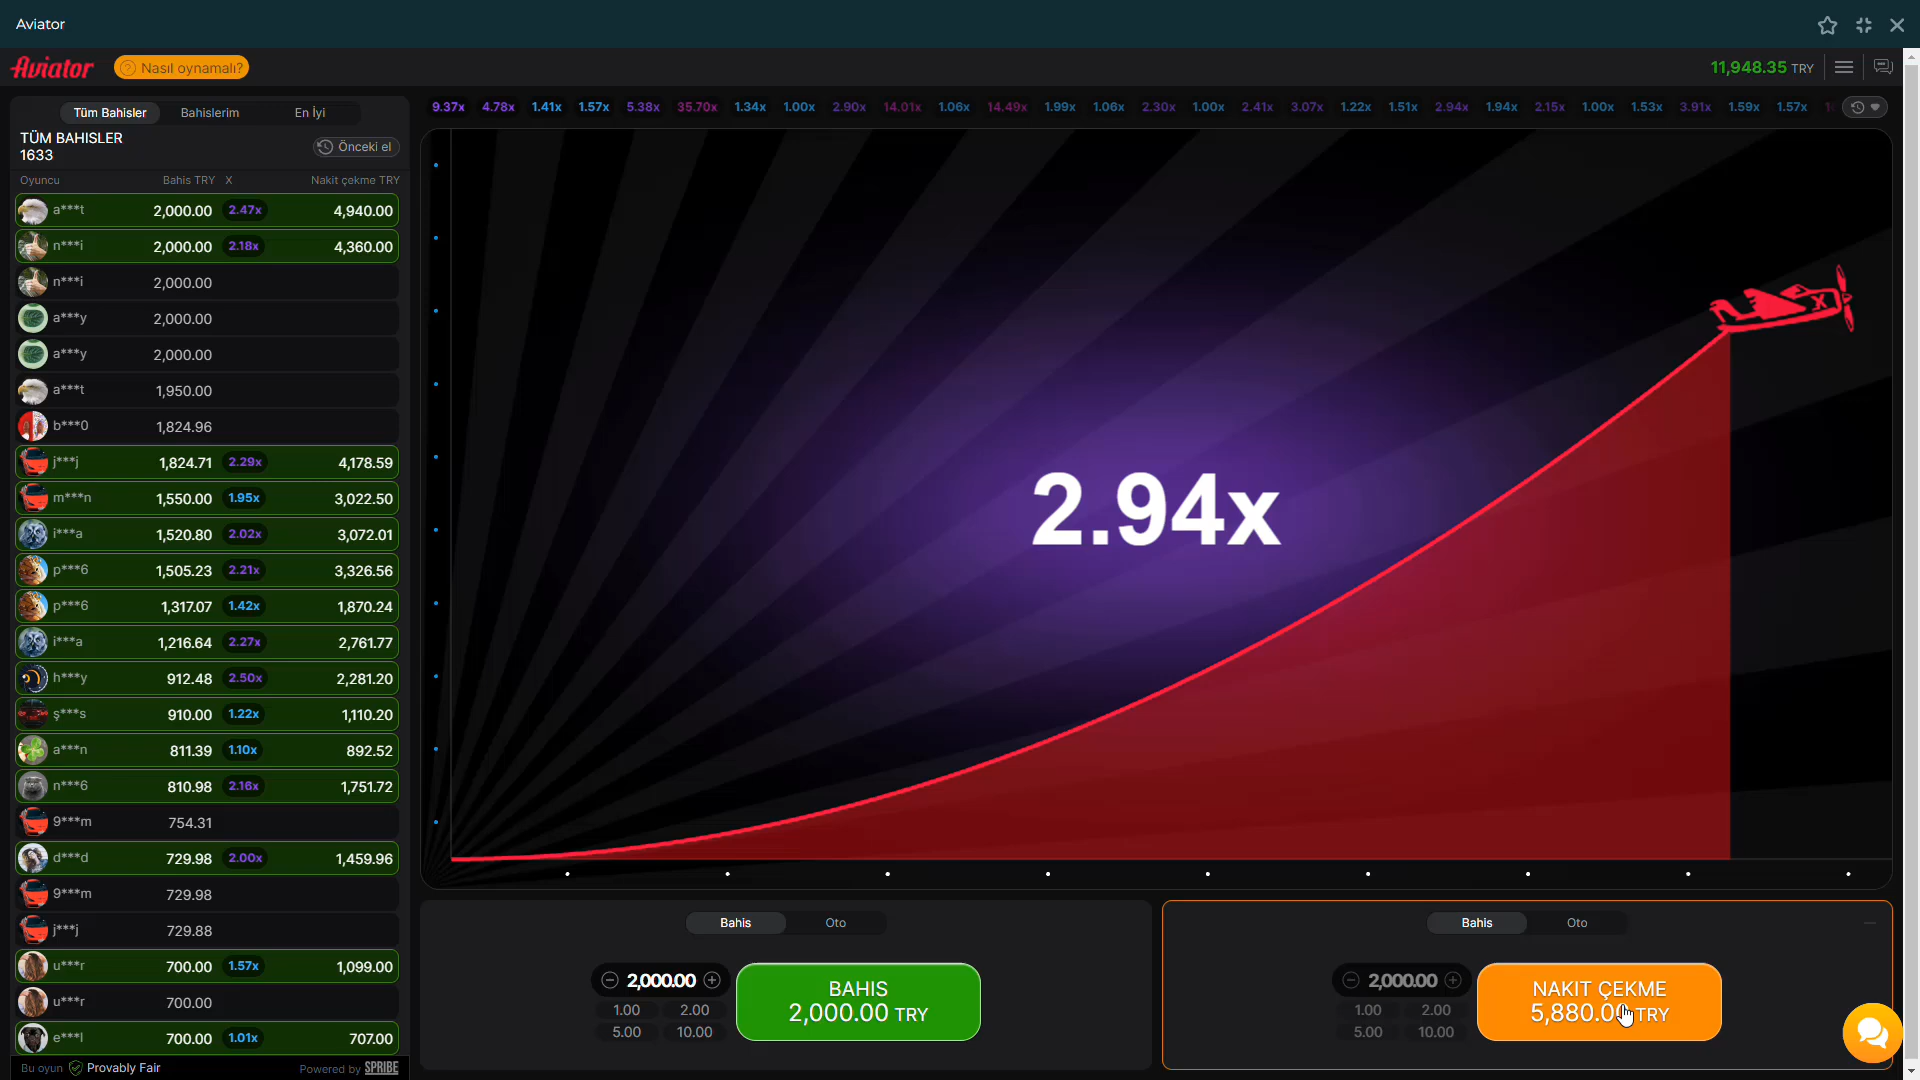 Aviator
Aviator
? Nasıl oynamalı?
11,948.35 TRY
Tüm Bahisler Bahislerim En İyi
9.37x 4.78x 1.41x 1.57x 5.38x 35.70x 1.34x 1.00x 2.90x 14.01x 1.06x 14.49x 1.99x 1.06x 2.30x 1.00x 2.41x 3.07x 1.22x 1.51x 2.94x 1.94x 2.15x 1.00x 1.53x 3.91x 1.59x 1.57x
TÜM BAHISLER
1633
Önceki el
Oyuncu Bahis TRY X Nakit çekme TRY
a***t 2,000.00 2.47x 4,940.00
n***i 2,000.00 2.18x 4,360.00
n***i 2,000.00
a***y 2,000.00
a***y 2,000.00
a***t 1,950.00
b***0 1,824.96
j***j 1,824.71 2.29x 4,178.59
m***n 1,550.00 1.95x 3,022.50
i***a 1,520.80 2.02x 3,072.01
p***6 1,505.23 2.21x 3,326.56
p***6 1,317.07 1.42x 1,870.24
i***a 1,216.64 2.27x 2,761.77
h***y 912.48 2.50x 2,281.20
ş***s 910.00 1.22x 1,110.20
a***n 811.39 1.10x 892.52
n***6 810.98 2.16x 1,751.72
9***m 754.31
d***d 729.98 2.00x 1,459.96
9***m 729.98
j***j 729.88
u***r 700.00 1.57x 1,099.00
u***r 700.00
e***l 700.00 1.01x 707.00
Bu oyun Provably Fair Powered by SPRIBE
X
2.94x
Bahis Oto
2,000.00
1.00 2.00
5.00 10.00
BAHIS
2,000.00 TRY
Bahis Oto
2,000.00
1.00 2.00
5.00 10.00
NAKIT ÇEKME
TRY